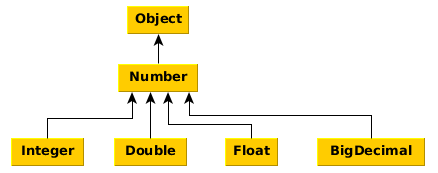 Object
Number
Integer Double Float BigDecimal